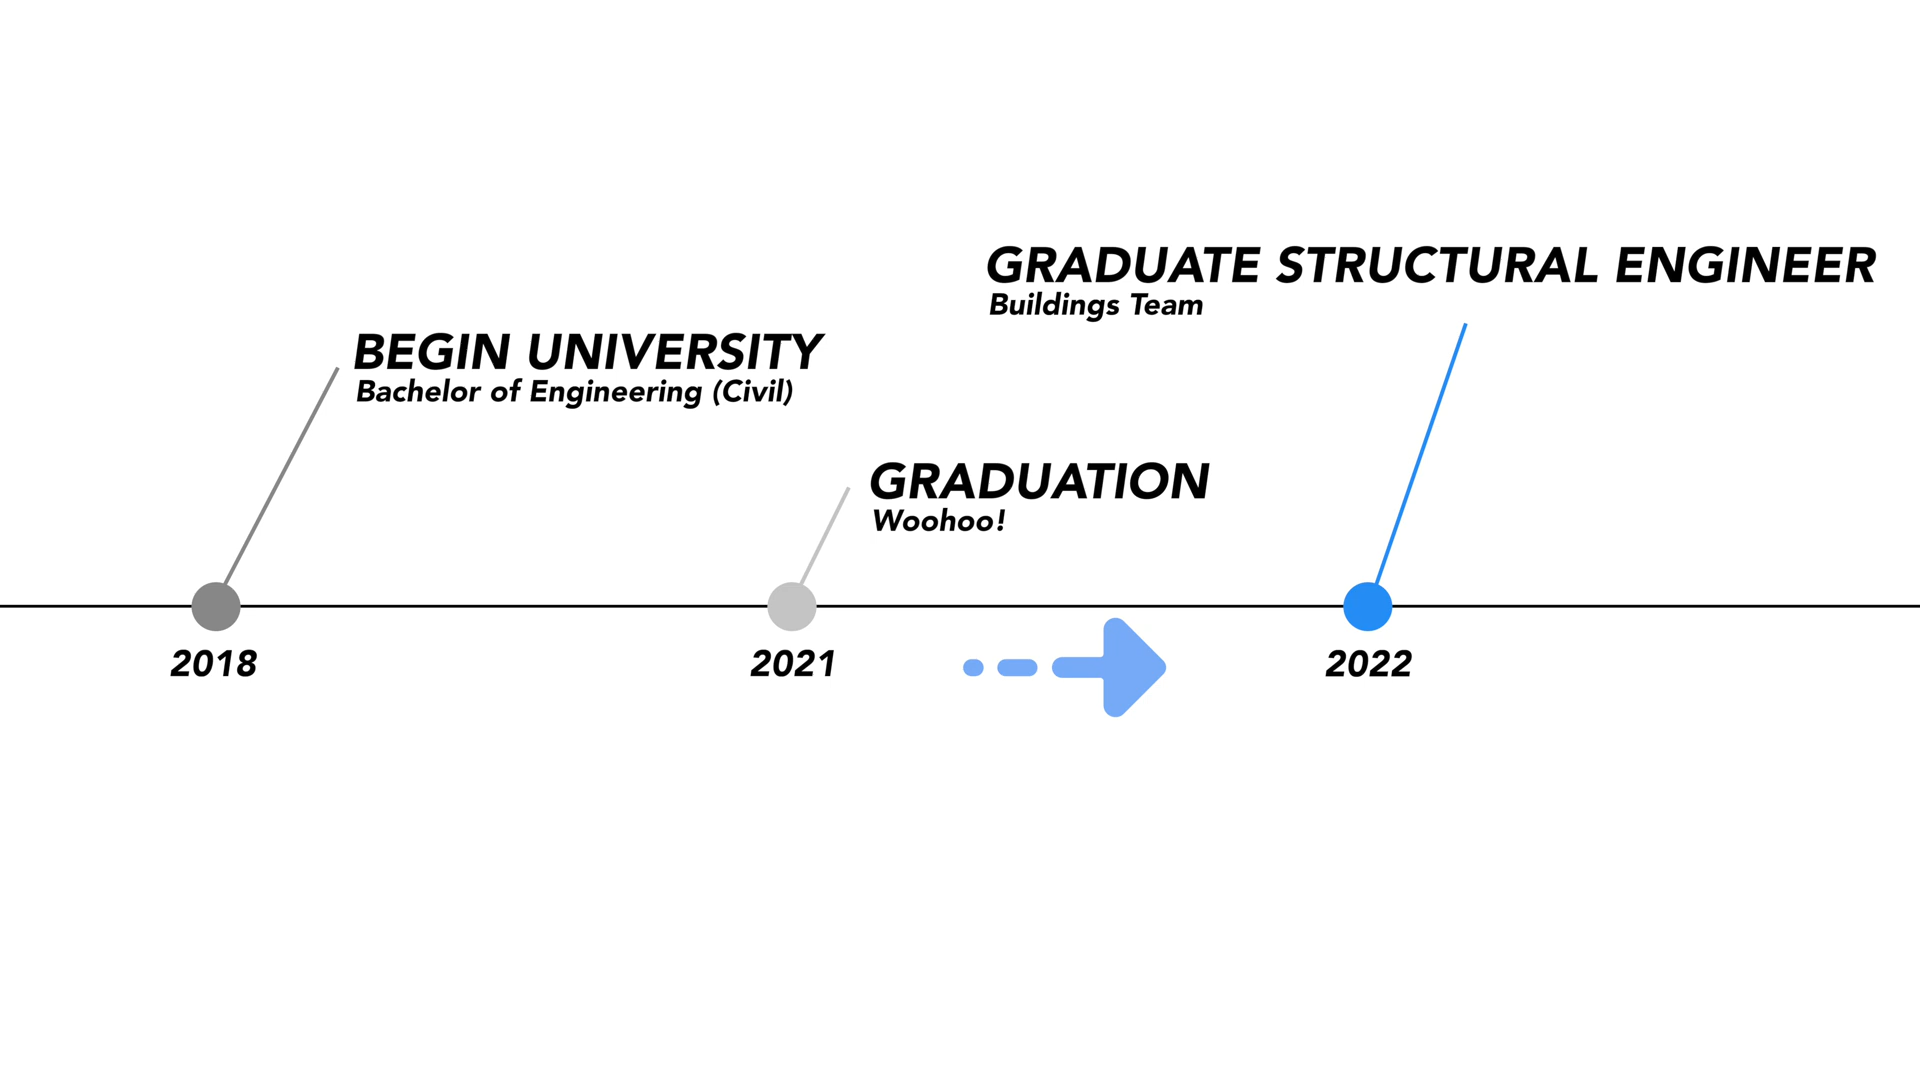 BEGIN UNIVERSITY
Bachelor of Engineering (Civil)
2018
GRADUATION
Woohoo!
2021
GRADUATE STRUCTURAL ENGINEER
Buildings Team
2022